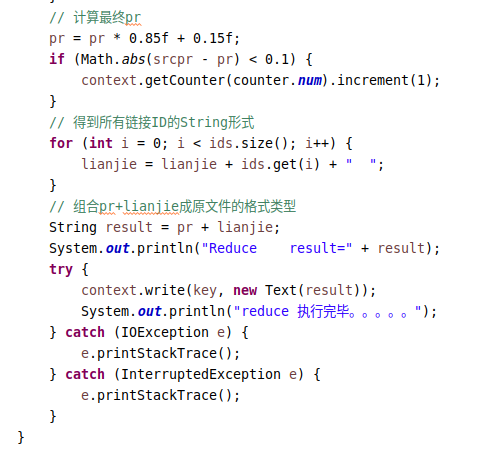 }
// 计算最终pr
pr = pr * 0.85f + 0.15f;
if (Math.abs(srcpr - pr) < 0.1) {
context.getCounter(counter.num).increment(1);
}
// 得到所有链接ID的String形式
for (int i = 0; i < ids.size(); i++) {
lianjie = lianjie + ids.get(i) + "  ";
}
// 组合pr+lianjie成原文件的格式类型
String result = pr + lianjie;
System.out.println("Reduce    result=" + result);
try {
context.write(key, new Text(result));
System.out.println("reduce 执行完毕。。。。。");
} catch (IOException e) {
e.printStackTrace();
} catch (InterruptedException e) {
e.printStackTrace();
}
}